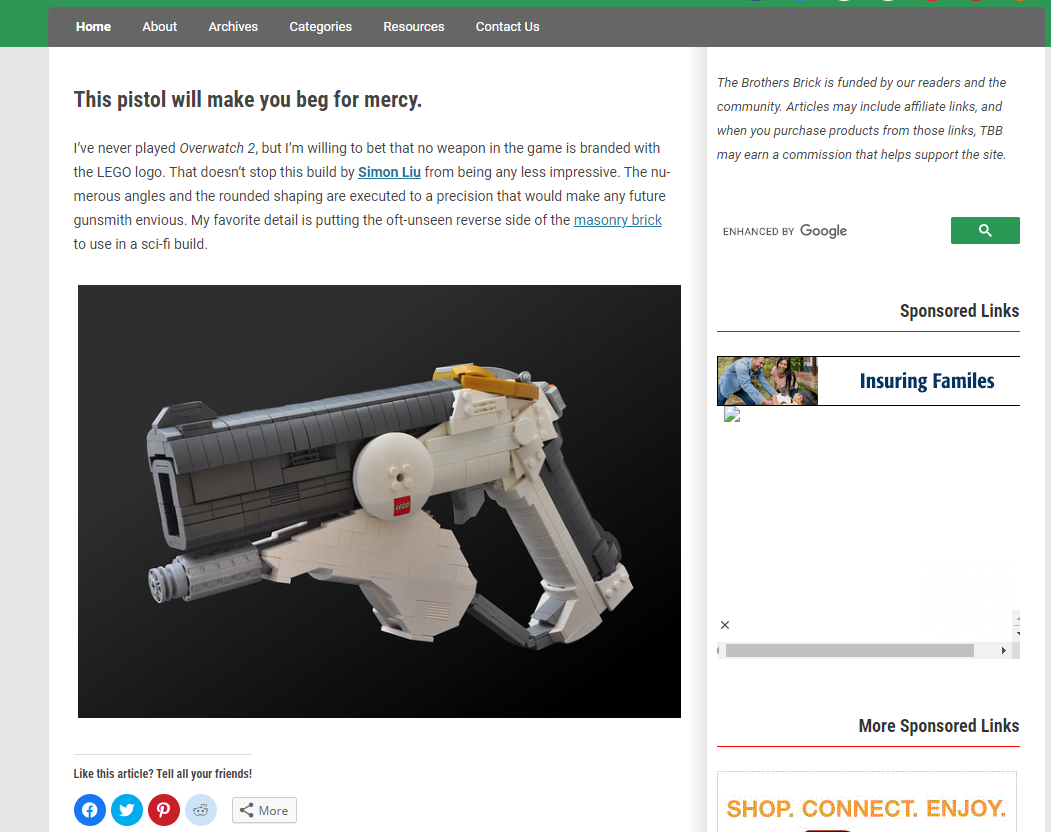 Home About Archives Categories Resources Contact Us
This pistol will make you beg for mercy.
I've never played Overwatch 2, but I'm willing to bet that no weapon in the game is branded with
the LEGO logo. That doesn't stop this build by Simon Liu from being any less impressive. The nu-
merous angles and the rounded shaping are executed to a precision that would make any future
gunsmith envious. My favorite detail is putting the oft-unseen reverse side of the masonry brick
to use in a sci-fi build.
LEGO
Like this article? Tell all your friends!
More
The Brothers Brick is funded by our readers and the
community. Articles may include affiliate links, and
when you purchase products from those links, TBB
may earn a commission that helps support the site.
ENHANCED BY Google
Sponsored Links
Insuring Familes
More Sponsored Links
SHOP. CONNECT. ENJOY.